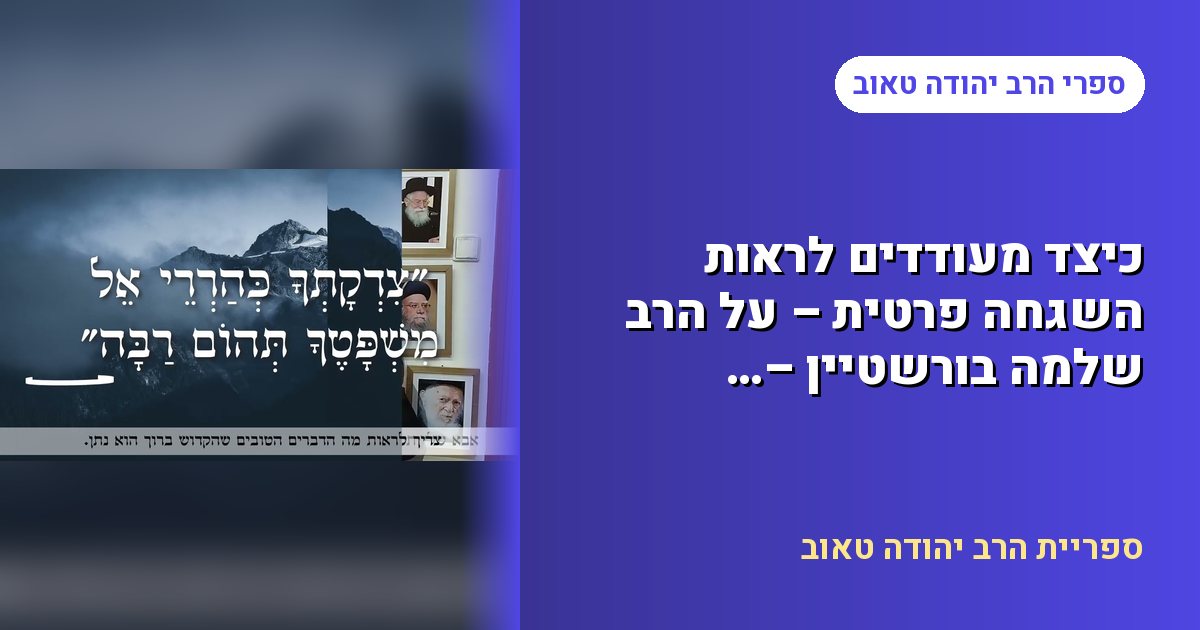 ספרי הרב יהודה טאוב
כיצד מעודדים לראות
השגחה פרטית – על הרב
שלמה בורשטיין –...
ספריית הרב יהודה טאוב
"צִדְקָתְךָ כְּהַרְרֵי אֵל
מִשְׁפָּטֶךָ תְּהוֹם רַבָּה"
אבא צריך לראות מה הדברים הטובים שהקדוש ברוך הוא נתן.